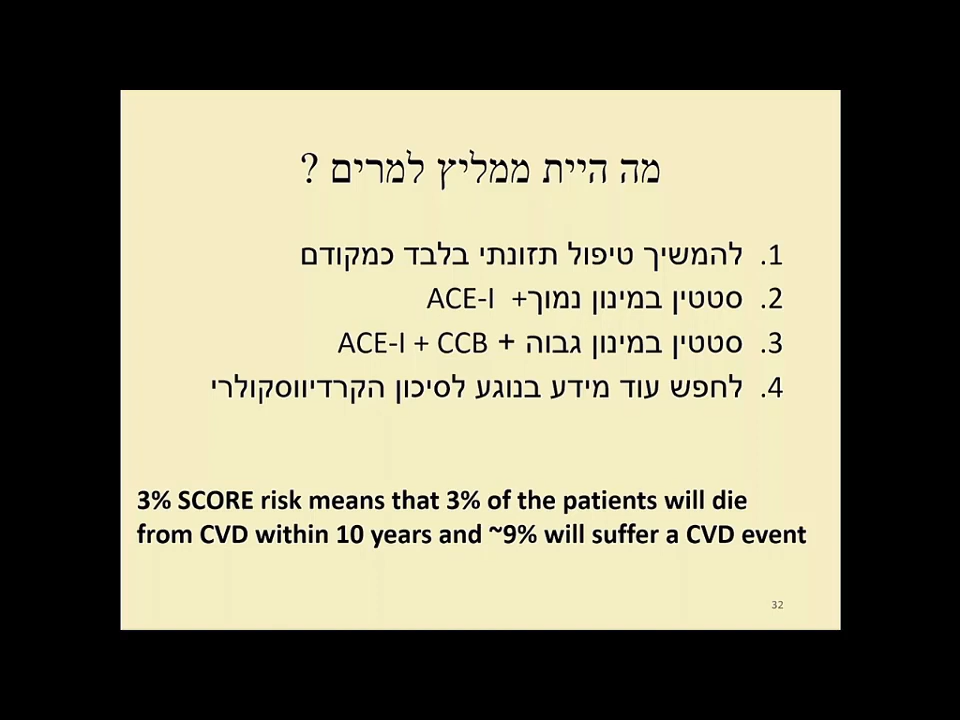 מה היית ממליץ למרים ?
1. להמשיך טיפול תזונתי בלבד כמקודם
2. סטטין במינון נמוך+ ACE-I
3. סטטין במינון גבוה + ACE-I + CCB
4. לחפש עוד מידע בנוגע לסיכון הקרדיווסקולרי
3% SCORE risk means that 3% of the patients will die
from CVD within 10 years and ~9% will suffer a CVD event
32